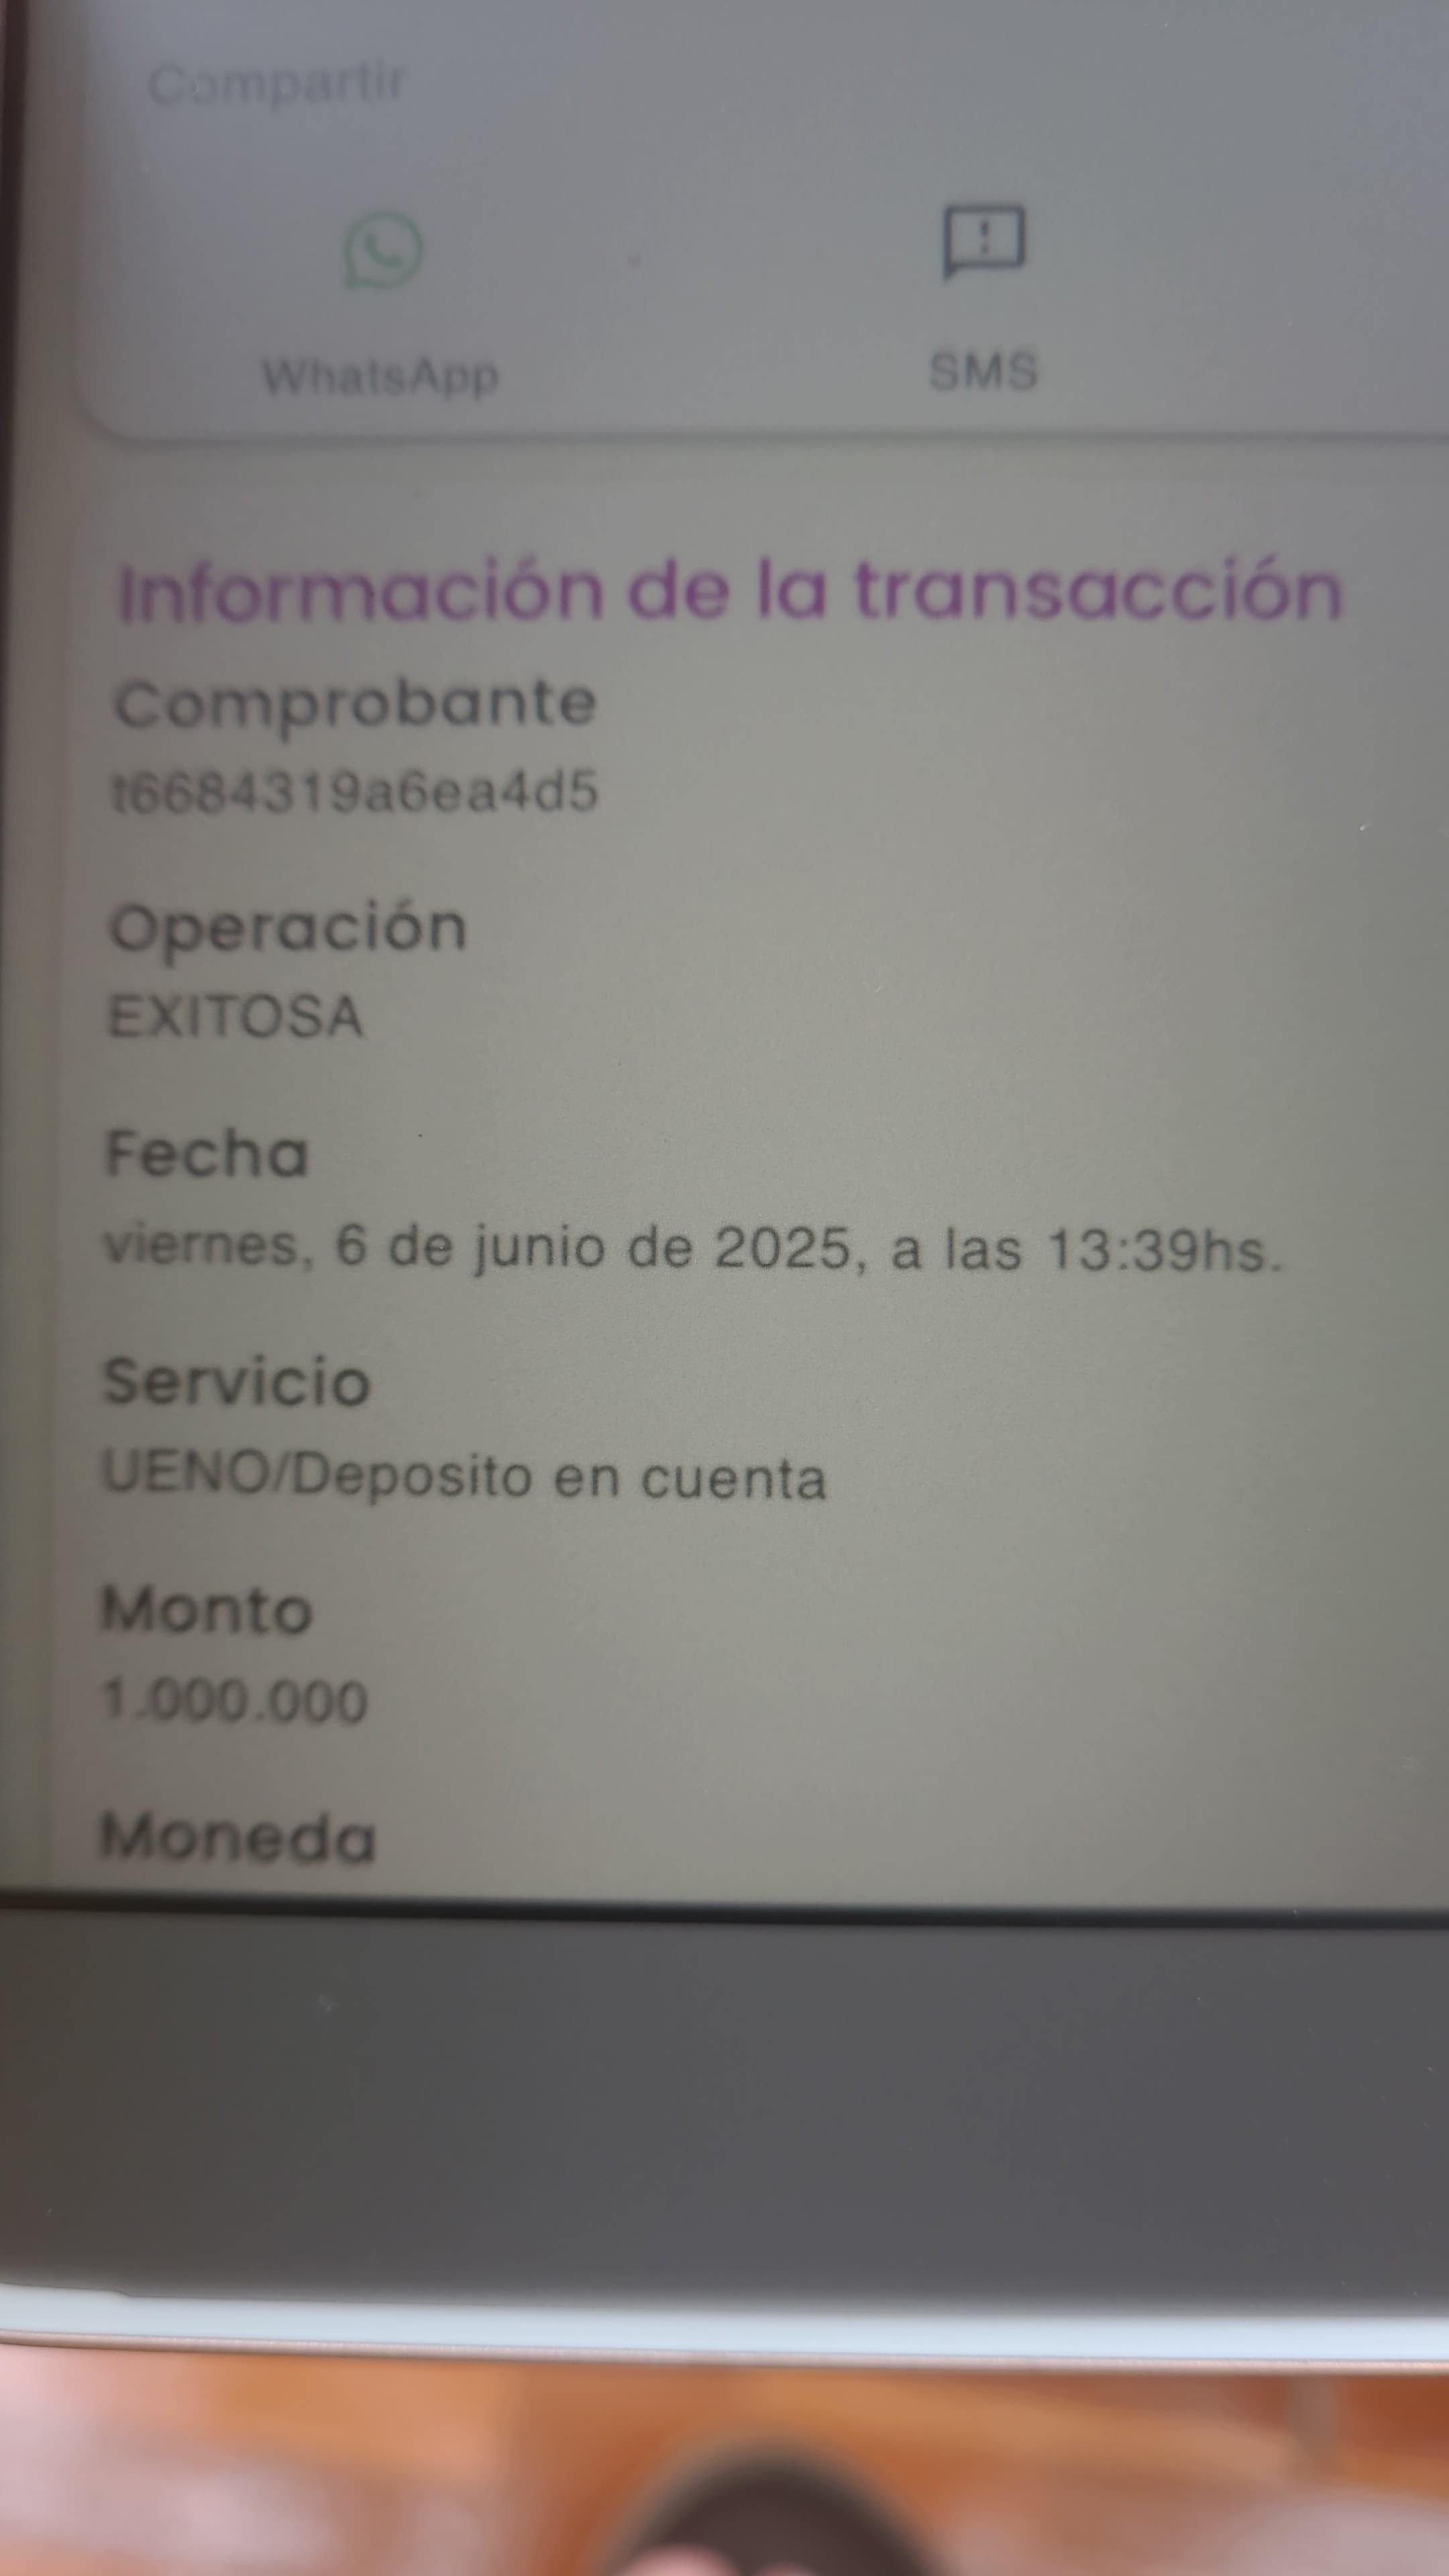 Compartir
WhatsApp
SMS
Información de la transacción
Comprobante
t6684319a6ea4d5
Operación
EXITOSA
Fecha
viernes, 6 de junio de 2025, a las 13:39hs.
Servicio
UENO/Deposito en cuenta
Monto
1.000.000
Moneda